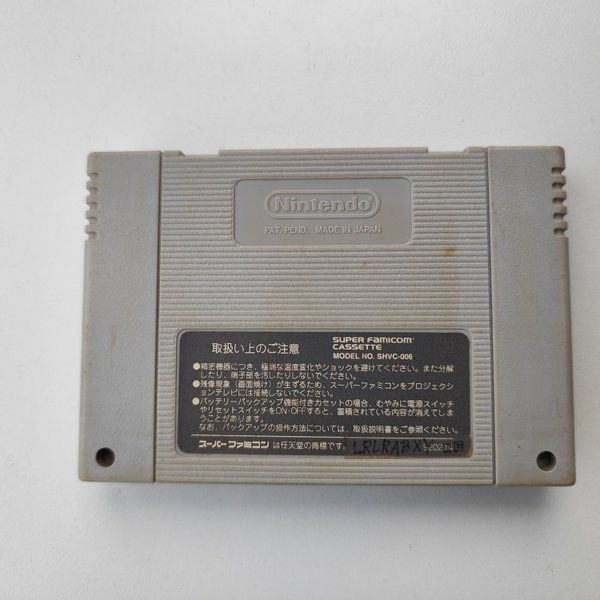 Nintendo®
PAT. PEND. MADE IN JAPAN
取扱い上のご注意
SUPER FAMICOM™
CASSETTE
MODEL NO. SHVC-006
●精密機器につき、極端な温度変化やショックを避けてください。また分解
したり、端子部を汚したりしないでください。
●残像現象（画面焼け）が生ずるため、スーパーファミコンをプロジェクシ
ョンテレビには接続しないでください。
●バッテリーバックアップ機能付きカセットの場合、むやみに電源スイッチ
やリセットスイッチをON・OFFすると、蓄積されている内容が消えてしま
うことがあります。
なお、バックアップの操作方法については、取扱説明書をご参照ください。
スーパーファミコン は任天堂の商標です。 LRLRABX